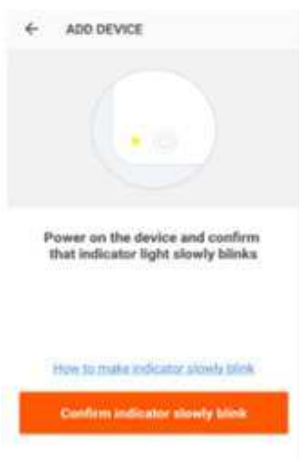 ADD DEVICE
Power on the device and confirm
that indicator light slowly blinks
How to make indicator slowly blink
Confirm indicator slowly blink